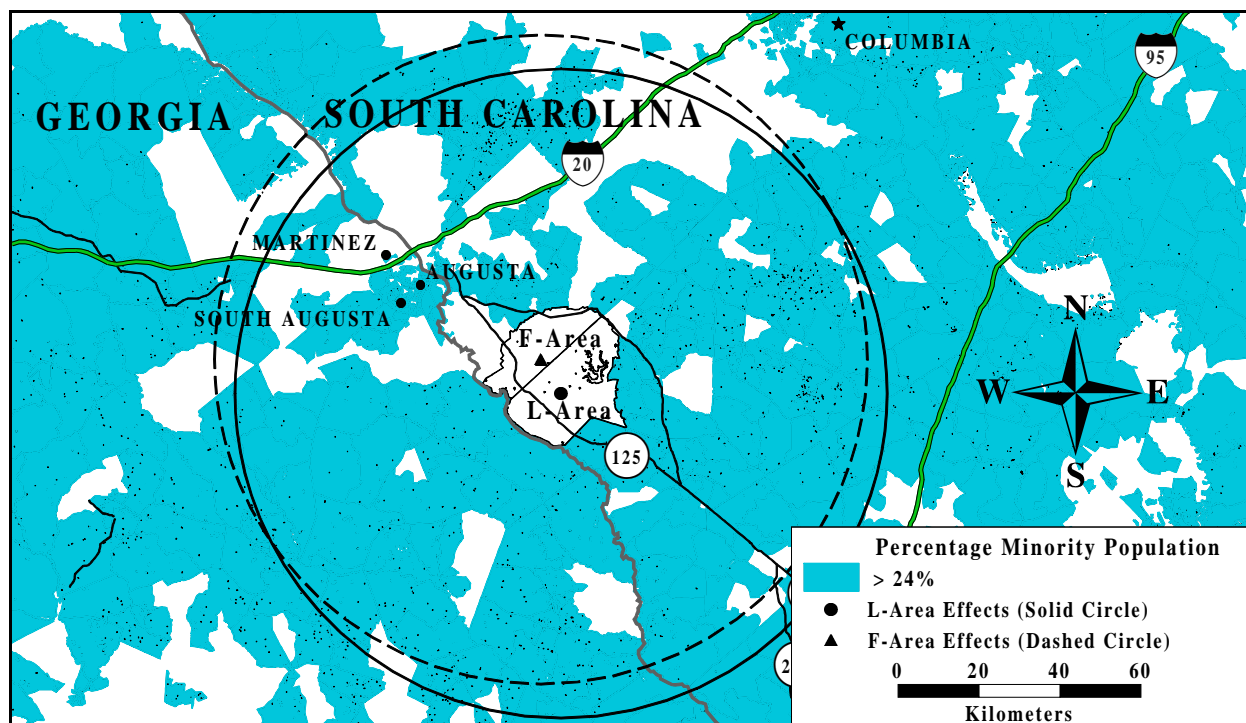 COLUMBIA
95
GEORGIA
SOUTH CAROLINA
20
MARTINEZ
AUGUSTA
SOUTH AUGUSTA
N
F-Area
W
E
L-Area
125
S
Percentage Minority Population
> 24%
L-Area Effects (Solid Circle)
F-Area Effects (Dashed Circle)
0 20 40 60
Kilometers